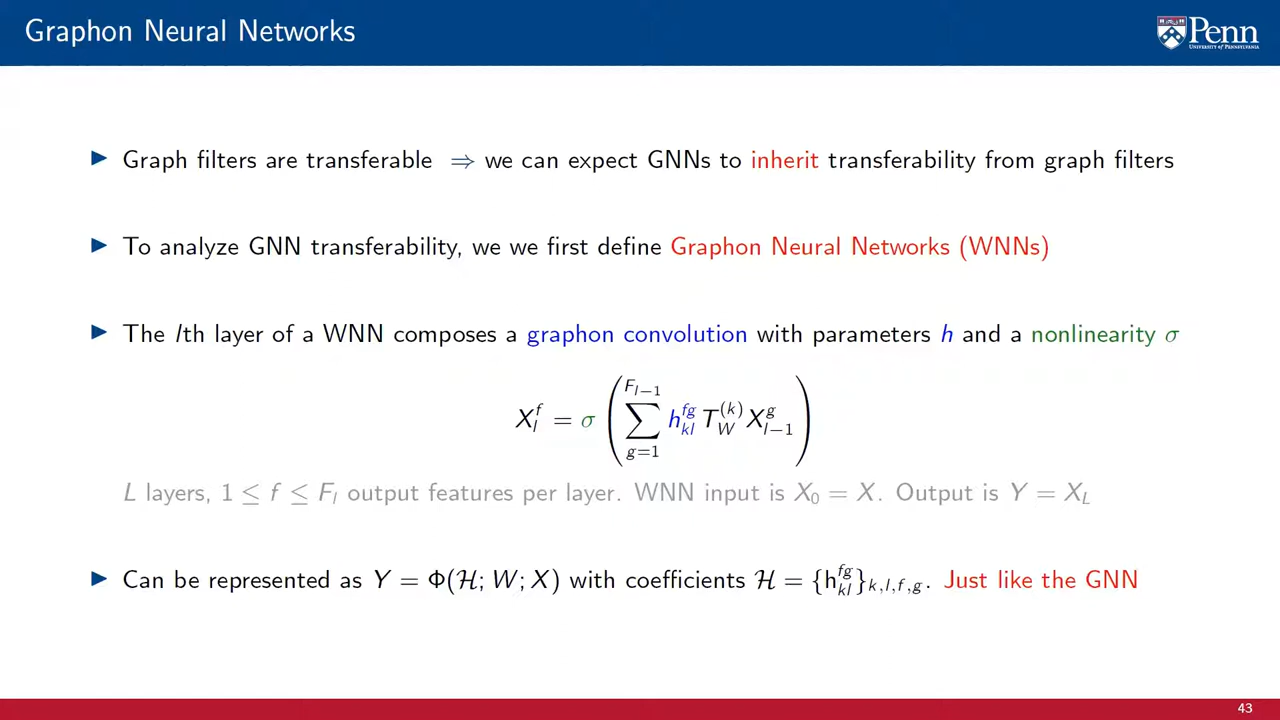 Graphon Neural Networks
Penn
UNIVERSITY OF PENNSYLVANIA
▶ Graph filters are transferable ⇒ we can expect GNNs to inherit transferability from graph filters
▶ To analyze GNN transferability, we we first define Graphon Neural Networks (WNNs)
▶ The lth layer of a WNN composes a graphon convolution with parameters h and a nonlinearity σ
X_l^f = σ ( ∑_{g=1}^{F_{l−1}} h_{kl}^{fg} T_W^{(k)} X_{l−1}^g )
L layers, 1 ≤ f ≤ F_l output features per layer. WNN input is X_0 = X. Output is Y = X_L
▶ Can be represented as Y = Φ(ℋ; W; X) with coefficients ℋ = {h_{kl}^{fg}}_{k,l,f,g}. Just like the GNN
43